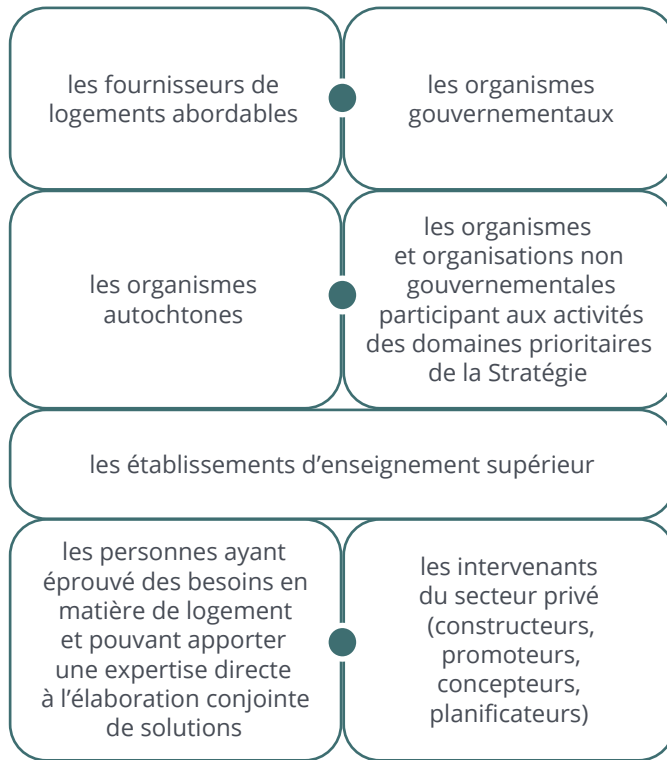 les fournisseurs de
logements abordables
les organismes
gouvernementaux
les organismes
autochtones
les organismes
et organisations non
gouvernementales
participant aux activités
des domaines prioritaires
de la Stratégie
les établissements d’enseignement supérieur
les personnes ayant
éprouvé des besoins en
matière de logement
et pouvant apporter
une expertise directe
à l’élaboration conjointe
de solutions
les intervenants
du secteur privé
(constructeurs,
promoteurs,
concepteurs,
planificateurs)